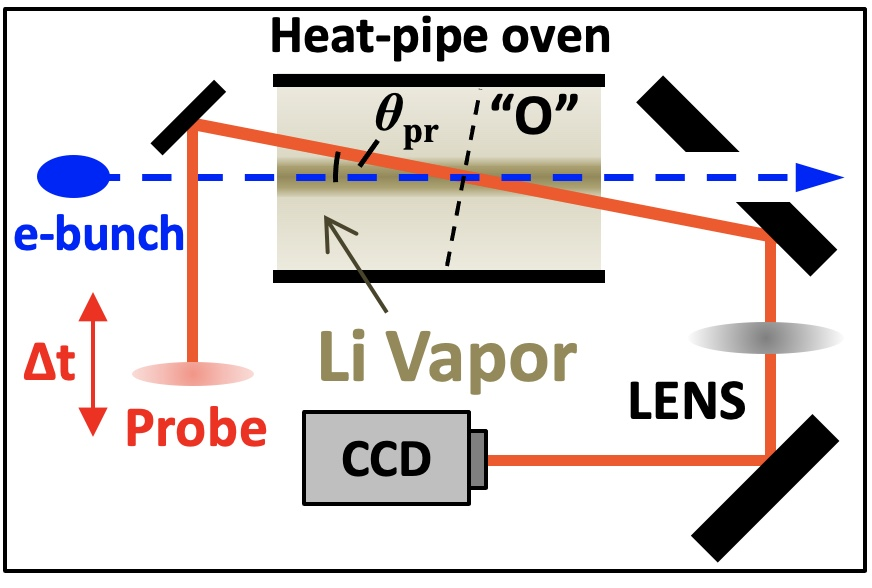 Heat-pipe oven
θpr
“O”
e-bunch
Δt
Probe
Li Vapor
LENS
CCD